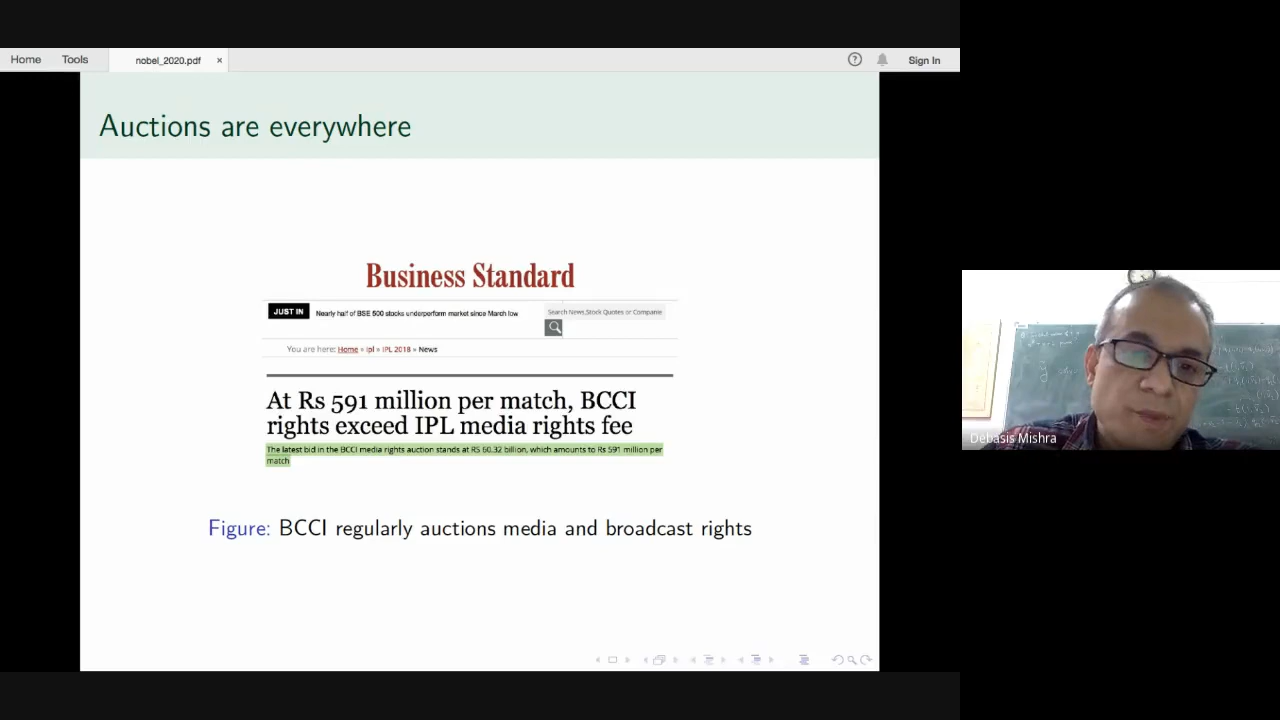 Home Tools nobel_2020.pdf × ? Sign In
Auctions are everywhere
Business Standard
JUST IN Nearly half of BSE 500 stocks underperform market since March low
Search News,Stock Quotes or Companie
You are here: Home » Ipl » IPL 2018 » News
At Rs 591 million per match, BCCI
rights exceed IPL media rights fee
The latest bid in the BCCI media rights auction stands at RS 60.32 billion, which amounts to Rs 591 million per
match
Figure: BCCI regularly auctions media and broadcast rights
Debasis Mishra